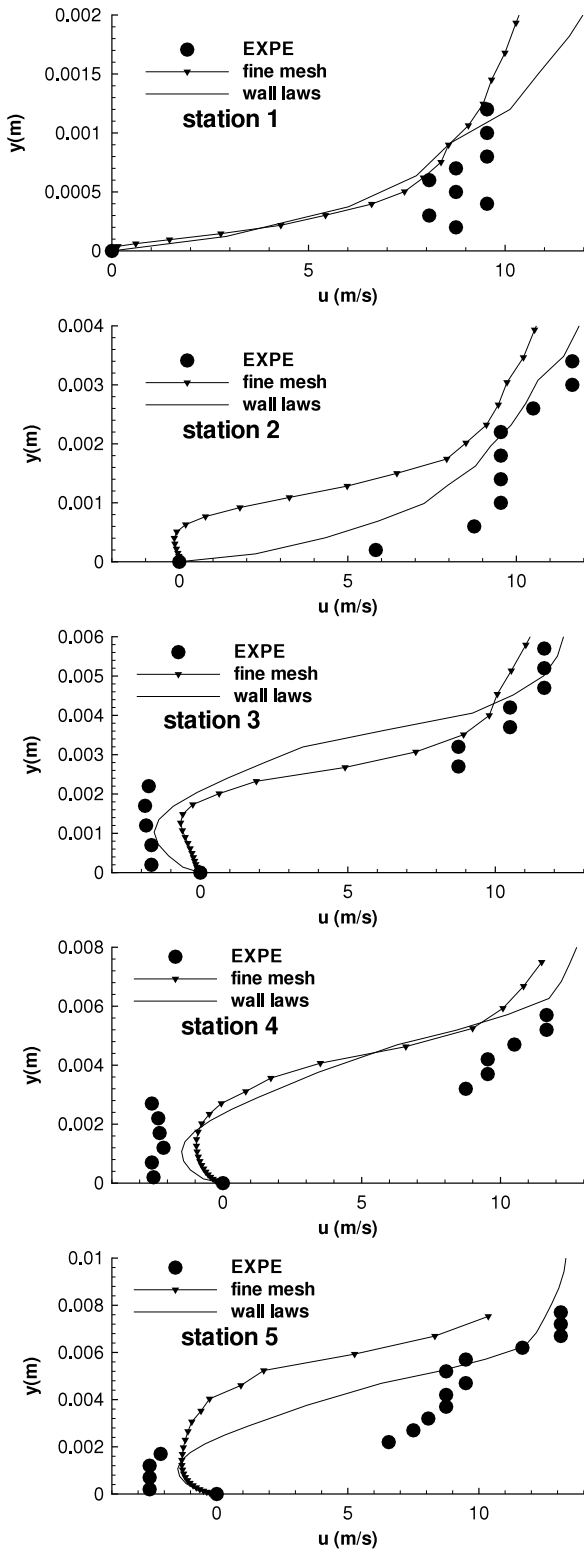 0.002
EXPE
fine mesh
wall laws
station 1
0.0015
0.001
0.0005
0
y(m)
0 5 10
u (m/s)
0.004
EXPE
fine mesh
wall laws
station 2
0.003
0.002
0.001
0
y(m)
0 5 10
u (m/s)
0.006
EXPE
fine mesh
wall laws
station 3
0.005
0.004
0.003
0.002
0.001
0
y(m)
-2 0 5 10
u (m/s)
0.008
EXPE
fine mesh
wall laws
station 4
0.006
0.004
0.002
0
y(m)
0 5 10
u (m/s)
0.01
EXPE
fine mesh
wall laws
station 5
0.008
0.006
0.004
0.002
0
y(m)
0 5 10
u (m/s)